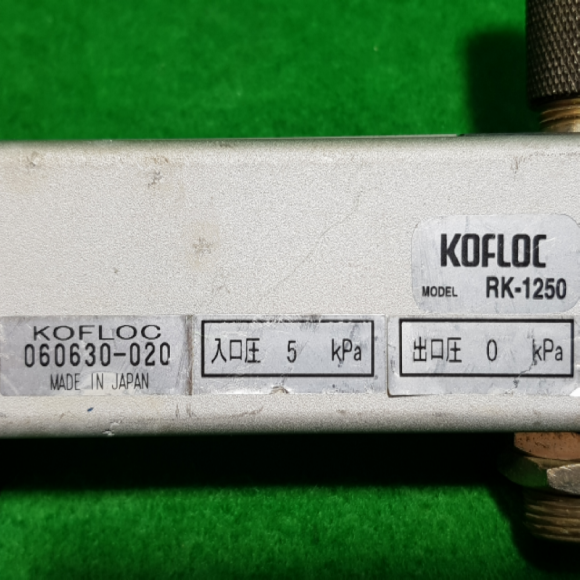 KOFLOC
MODEL RK-1250
KOFLOC
060630-020
MADE IN JAPAN
入口圧 5 kPa
出口圧 0 kPa